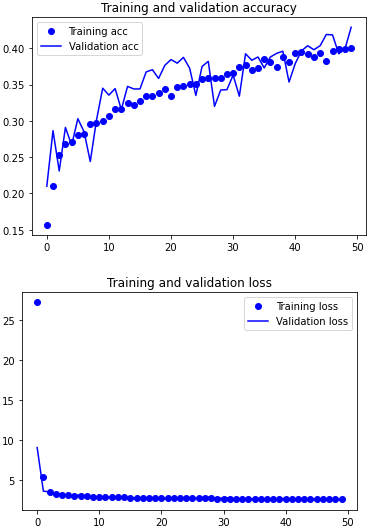 Training and validation accuracy
Training acc
Validation acc
0.40
0.35
0.30
0.25
0.20
0.15
0 10 20 30 40 50
Training and validation loss
Training loss
Validation loss
25
20
15
10
5
0 10 20 30 40 50